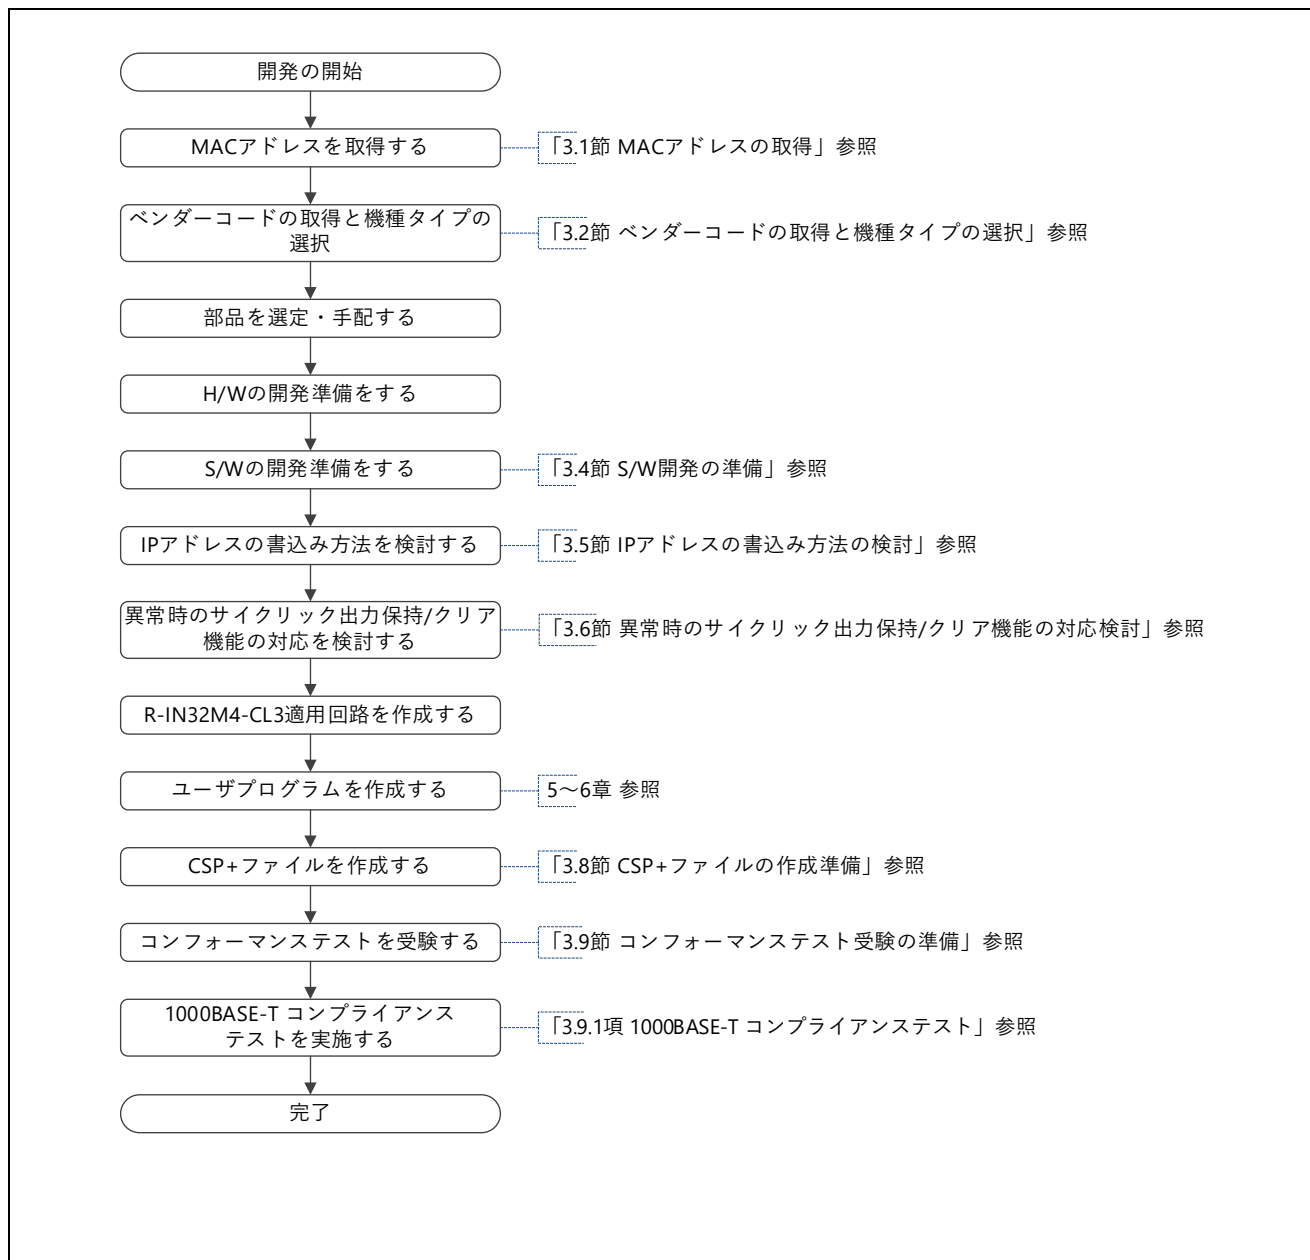 開発の開始
MACアドレスを取得する
「3.1節 MACアドレスの取得」参照
ベンダーコードの取得と機種タイプの
選択
「3.2節 ベンダーコードの取得と機種タイプの選択」参照
部品を選定・手配する
H/Wの開発準備をする
S/Wの開発準備をする
「3.4節 S/W開発の準備」参照
IPアドレスの書込み方法を検討する
「3.5節 IPアドレスの書込み方法の検討」参照
異常時のサイクリック出力保持/クリア
機能の対応を検討する
「3.6節 異常時のサイクリック出力保持/クリア機能の対応検討」参照
R-IN32M4-CL3適用回路を作成する
ユーザプログラムを作成する
5～6章 参照
CSP+ファイルを作成する
「3.8節 CSP+ファイルの作成準備」参照
コンフォーマンステストを受験する
「3.9節 コンフォーマンステスト受験の準備」参照
1000BASE-T コンプライアンス
テストを実施する
「3.9.1項 1000BASE-T コンプライアンステスト」参照
完了